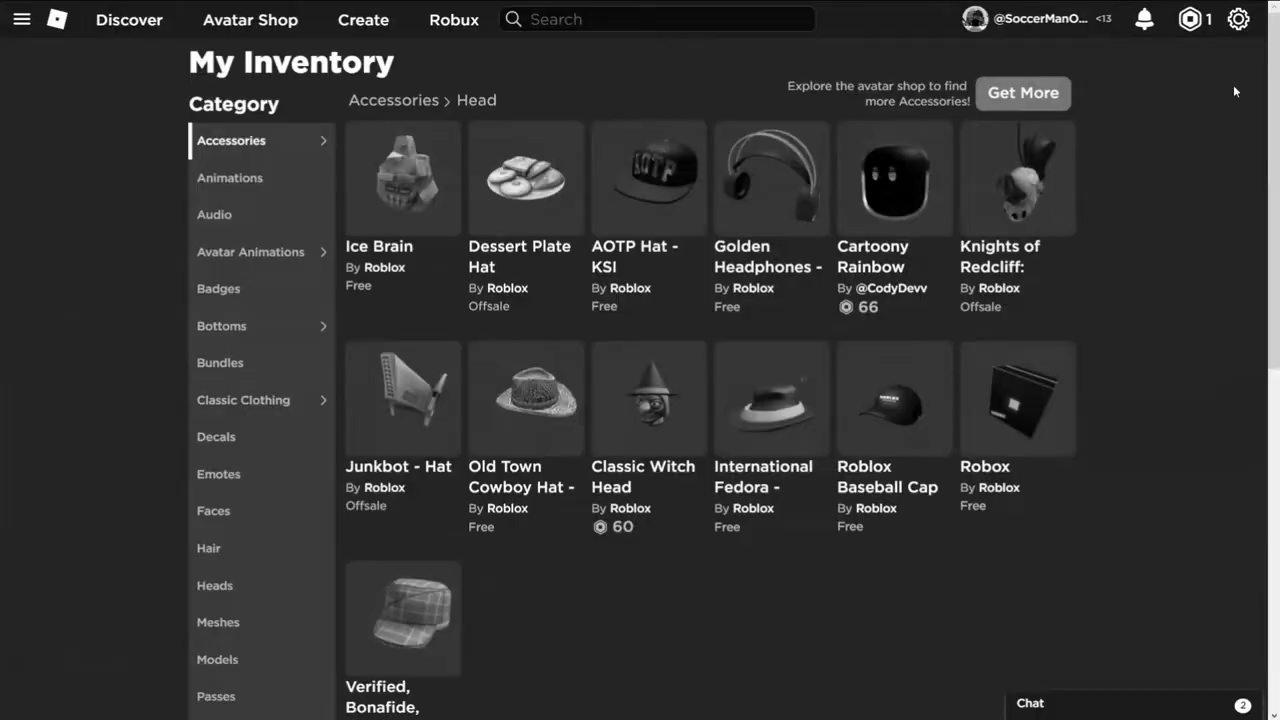 Discover Avatar Shop Create Robux Search @SoccerManO... <13 1
My Inventory
Category
Accessories > Head
Explore the avatar shop to find
more Accessories!
Get More
Accessories
Animations
Audio
Avatar Animations
Badges
Bottoms
Bundles
Classic Clothing
Decals
Emotes
Faces
Hair
Heads
Meshes
Models
Passes
Ice Brain
By Roblox
Free
Dessert Plate
Hat
By Roblox
Offsale
AOTP
AOTP Hat -
KSI
By Roblox
Free
Golden
Headphones -
By Roblox
Free
Cartoony
Rainbow
By @CodyDevv
66
Knights of
Redcliff:
By Roblox
Offsale
Junkbot - Hat
By Roblox
Offsale
Old Town
Cowboy Hat -
By Roblox
Free
Classic Witch
Head
By Roblox
60
International
Fedora -
By Roblox
Free
ROBLOX
Roblox
Baseball Cap
By Roblox
Free
Robox
By Roblox
Free
Verified,
Bonafide,
Chat 2